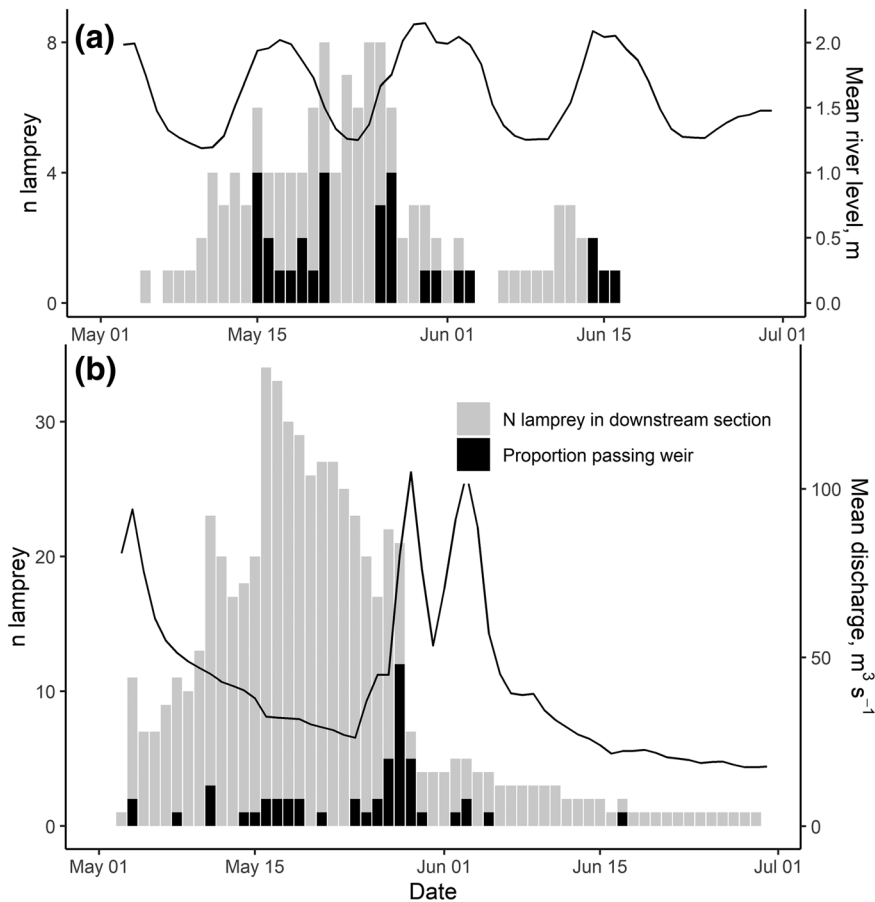 (a)
8
4
0
n lamprey
2.0
1.5
1.0
0.5
0.0
Mean river level, m
May 01
May 15
Jun 01
Jun 15
Jul 01
(b)
N lamprey in downstream section
Proportion passing weir
30
20
10
0
n lamprey
100
50
0
Mean discharge, m³ s⁻¹
May 01
May 15
Jun 01
Jun 15
Jul 01
Date